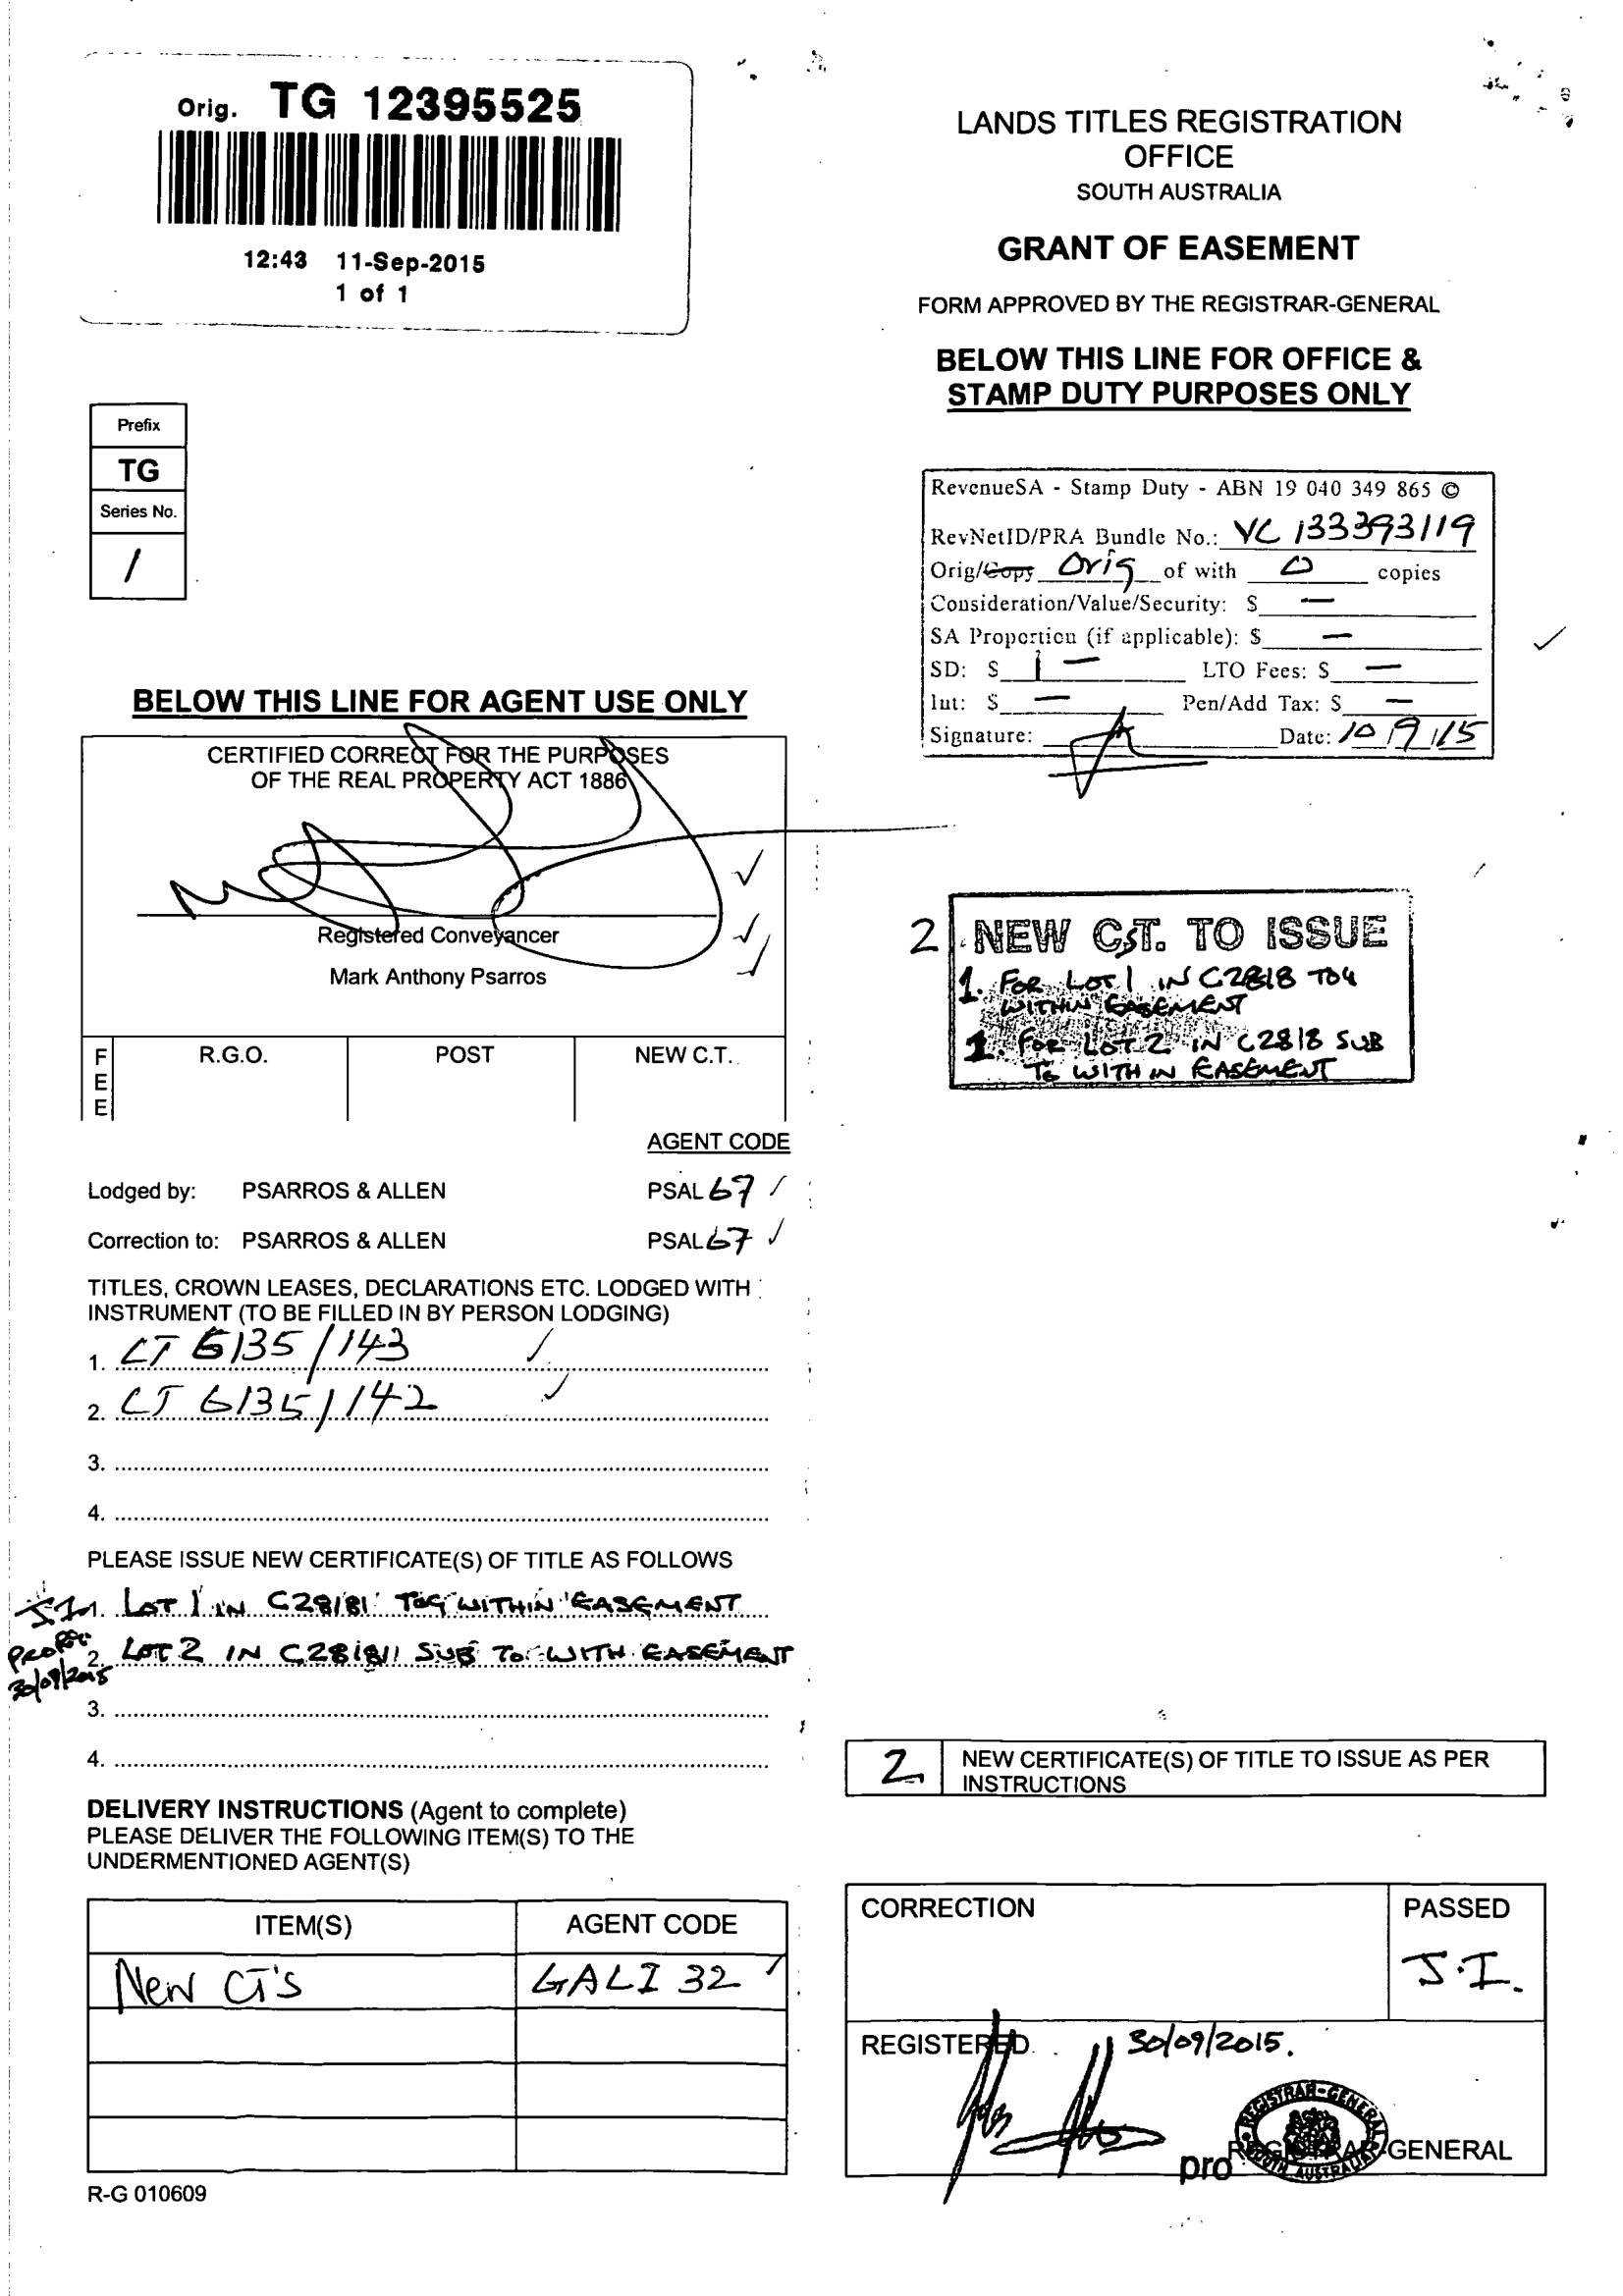 Orig. TG 12395525
12:43 11-Sep-2015
1 of 1
Prefix
TG
Series No.
1
BELOW THIS LINE FOR AGENT USE ONLY
CERTIFIED CORRECT FOR THE PURPOSES
OF THE REAL PROPERTY ACT 1886
Registered Conveyancer
Mark Anthony Psarros
FEE
R.G.O. POST NEW C.T.
AGENT CODE
Lodged by: PSARROS & ALLEN PSAL 67
Correction to: PSARROS & ALLEN PSAL 67
TITLES, CROWN LEASES, DECLARATIONS ETC. LODGED WITH
INSTRUMENT (TO BE FILLED IN BY PERSON LODGING)
1. CT 6135/143
2. CT 6135/142
3.
4.
PLEASE ISSUE NEW CERTIFICATE(S) OF TITLE AS FOLLOWS
J.I. 1. LOT 1 IN TOG WITHIN EASEMENT
2. LOT 2 IN SUB TO WITH EASEMENT
30/09/2015
3.
4.
DELIVERY INSTRUCTIONS (Agent to complete)
PLEASE DELIVER THE FOLLOWING ITEM(S) TO THE
UNDERMENTIONED AGENT(S)
ITEM(S) AGENT CODE
New CT'S GALI 32
R-G 010609
LANDS TITLES REGISTRATION
OFFICE
SOUTH AUSTRALIA
GRANT OF EASEMENT
FORM APPROVED BY THE REGISTRAR-GENERAL
BELOW THIS LINE FOR OFFICE &
STAMP DUTY PURPOSES ONLY
RevenueSA - Stamp Duty - ABN 19 040 349 865 ©
RevNetID/PRA Bundle No.: VC 133393119
Orig/Copy Orig of with 0 copies
Consideration/Value/Security: $ —
SA Proportion (if applicable): $ —
SD: $ 1 — LTO Fees: $ —
Int: $ — Pen/Add Tax: $ —
Signature: Date: 10/9/15
2 NEW CsT. TO ISSUE
1. FOR LOT 1 IN C2818 TOG
WITHIN EASEMENT
1. FOR LOT 2 IN C2818 SUB
TO WITHIN EASEMENT
2 NEW CERTIFICATE(S) OF TITLE TO ISSUE AS PER
INSTRUCTIONS
CORRECTION PASSED
J.I.
REGISTERED 30/09/2015.
pro REGISTRAR-GENERAL
REGISTRAR-GENERAL
SOUTH AUSTRALIA